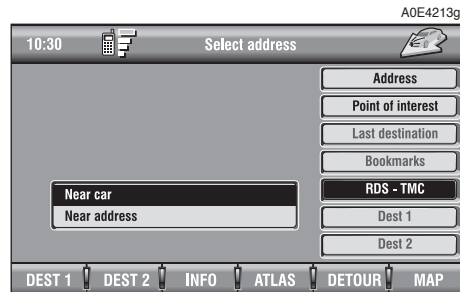 A0E4213g
10:30 Select address
Address
Point of interest
Last destination
Bookmarks
RDS - TMC
Near car
Near address
Dest 1
Dest 2
DEST 1 DEST 2 INFO ATLAS DETOUR MAP